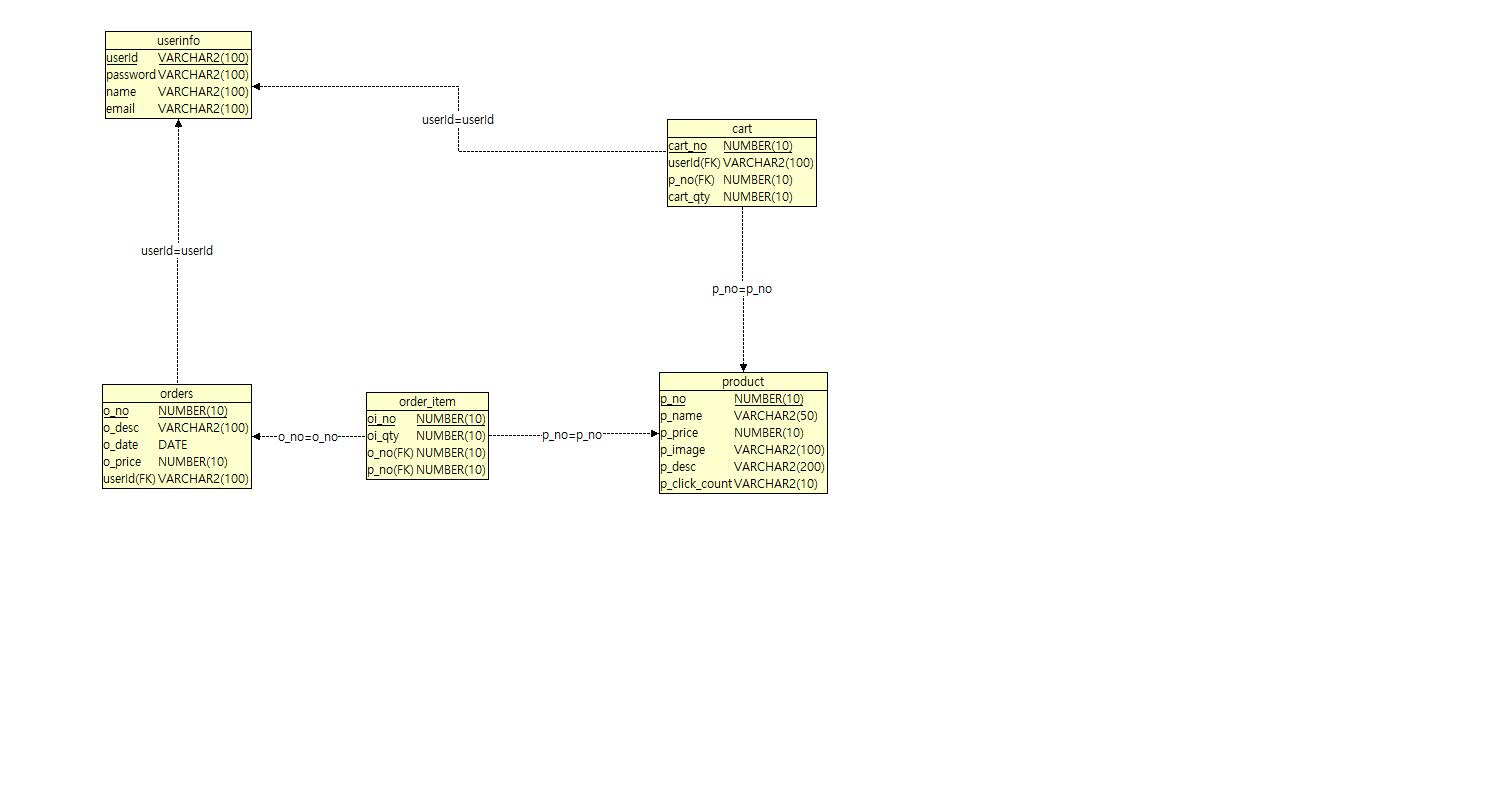 userinfo
userId VARCHAR2(100)
password VARCHAR2(100)
name VARCHAR2(100)
email VARCHAR2(100)
userId=userId
cart
cart_no NUMBER(10)
userId(FK) VARCHAR2(100)
p_no(FK) NUMBER(10)
cart_qty NUMBER(10)
userId=userId
p_no=p_no
orders
o_no NUMBER(10)
o_desc VARCHAR2(100)
o_date DATE
o_price NUMBER(10)
userId(FK) VARCHAR2(100)
o_no=o_no
order_item
oi_no NUMBER(10)
oi_qty NUMBER(10)
o_no(FK) NUMBER(10)
p_no(FK) NUMBER(10)
p_no=p_no
product
p_no NUMBER(10)
p_name VARCHAR2(50)
p_price NUMBER(10)
p_image VARCHAR2(100)
p_desc VARCHAR2(200)
p_click_count VARCHAR2(10)